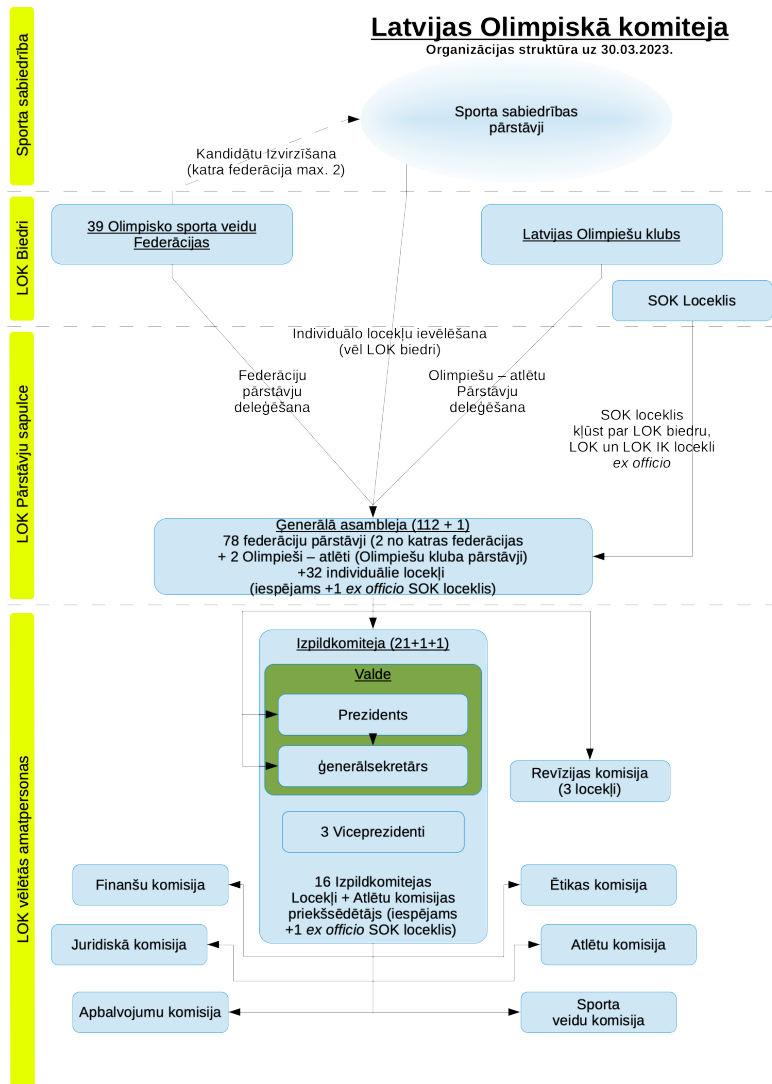 Latvijas Olimpiskā komiteja
Organizācijas struktūra uz 30.03.2023.
Sporta sabiedrība
Sporta sabiedrības
pārstāvji
Kandidātu Izvirzīšana
(katra federācija max. 2)
LOK Biedri
39 Olimpisko sporta veidu
Federācijas
Latvijas Olimpiešu klubs
SOK Loceklis
LOK Pārstāvju sapulce
Individuālo locekļu ievēlēšana
(vēl LOK biedri)
Federāciju
pārstāvju
deleģēšana
Olimpiešu – atlētu
Pārstāvju
deleģēšana
SOK loceklis
kļūst par LOK biedru,
LOK un LOK IK locekli
ex officio
Ģenerālā asambleja (112 + 1)
78 federāciju pārstāvji (2 no katras federācijas
+ 2 Olimpieši – atlēti (Olimpiešu kluba pārstāvji)
+32 individuālie locekļi
(iespējams +1 ex officio SOK loceklis)
LOK vēlētās amatpersonas
Izpildkomiteja (21+1+1)
Valde
Prezidents
ģenerālsekretārs
3 Viceprezidenti
16 Izpildkomitejas
Locekļi + Atlētu komisijas
priekšsēdētājs (iespējams
+1 ex officio SOK loceklis)
Revīzijas komisija
(3 locekļi)
Finanšu komisija
Ētikas komisija
Juridiskā komisija
Atlētu komisija
Apbalvojumu komisija
Sporta
veidu komisija